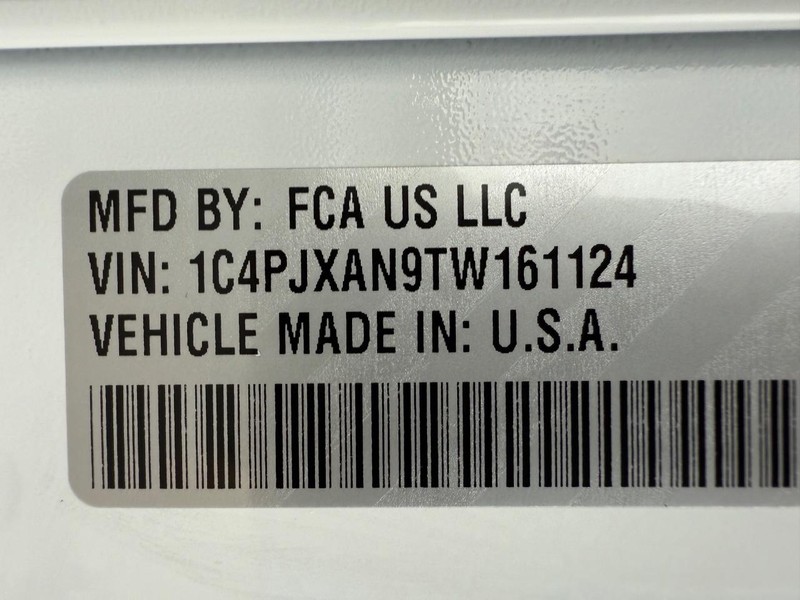 MFD BY: FCA US LLC
VIN: 1C4PJXAN9TW161124
VEHICLE MADE IN: U.S.A.